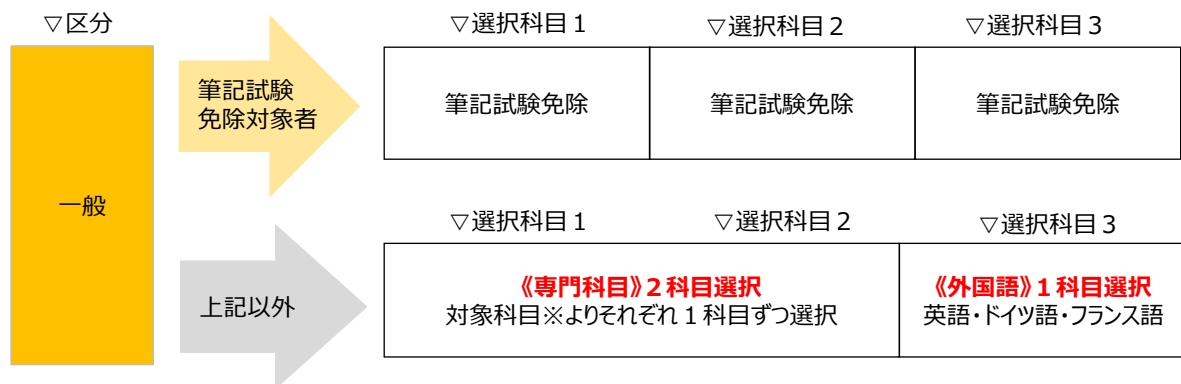 ▽区分
▽選択科目1
▽選択科目2
▽選択科目3
筆記試験
免除対象者
筆記試験免除
筆記試験免除
筆記試験免除
一般
▽選択科目1
▽選択科目2
▽選択科目3
上記以外
《専門科目》2科目選択
対象科目※よりそれぞれ1科目ずつ選択
《外国語》1科目選択
英語・ドイツ語・フランス語